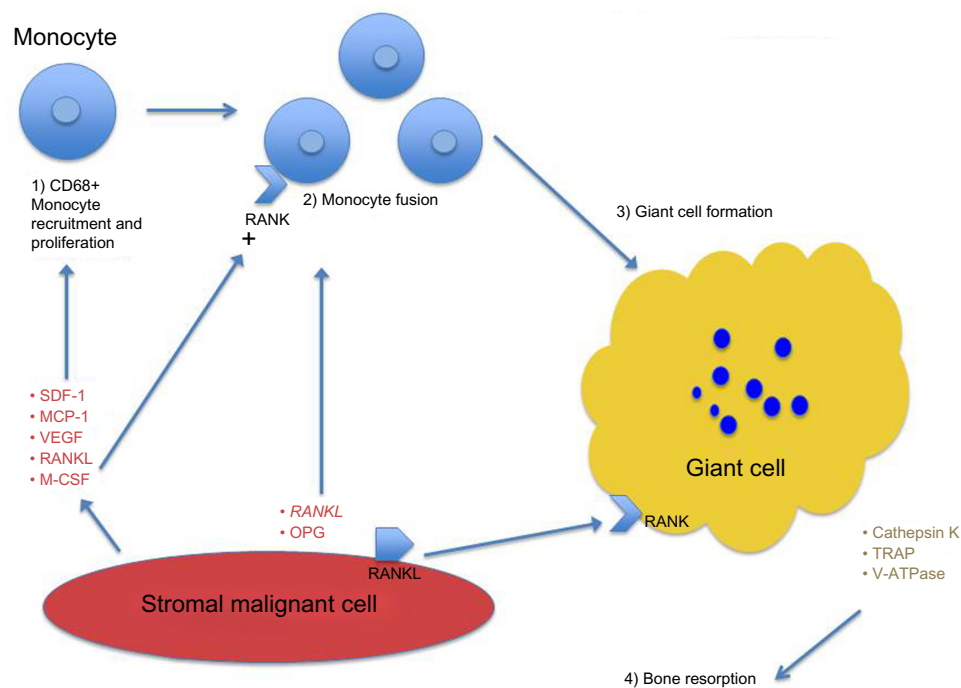 Monocyte
1) CD68+
Monocyte
recruitment and
proliferation
RANK
+
2) Monocyte fusion
3) Giant cell formation
• SDF-1
• MCP-1
• VEGF
• RANKL
• M-CSF
• RANKL
• OPG
RANKL
Stromal malignant cell
Giant cell
RANK
• Cathepsin K
• TRAP
• V-ATPase
4) Bone resorption